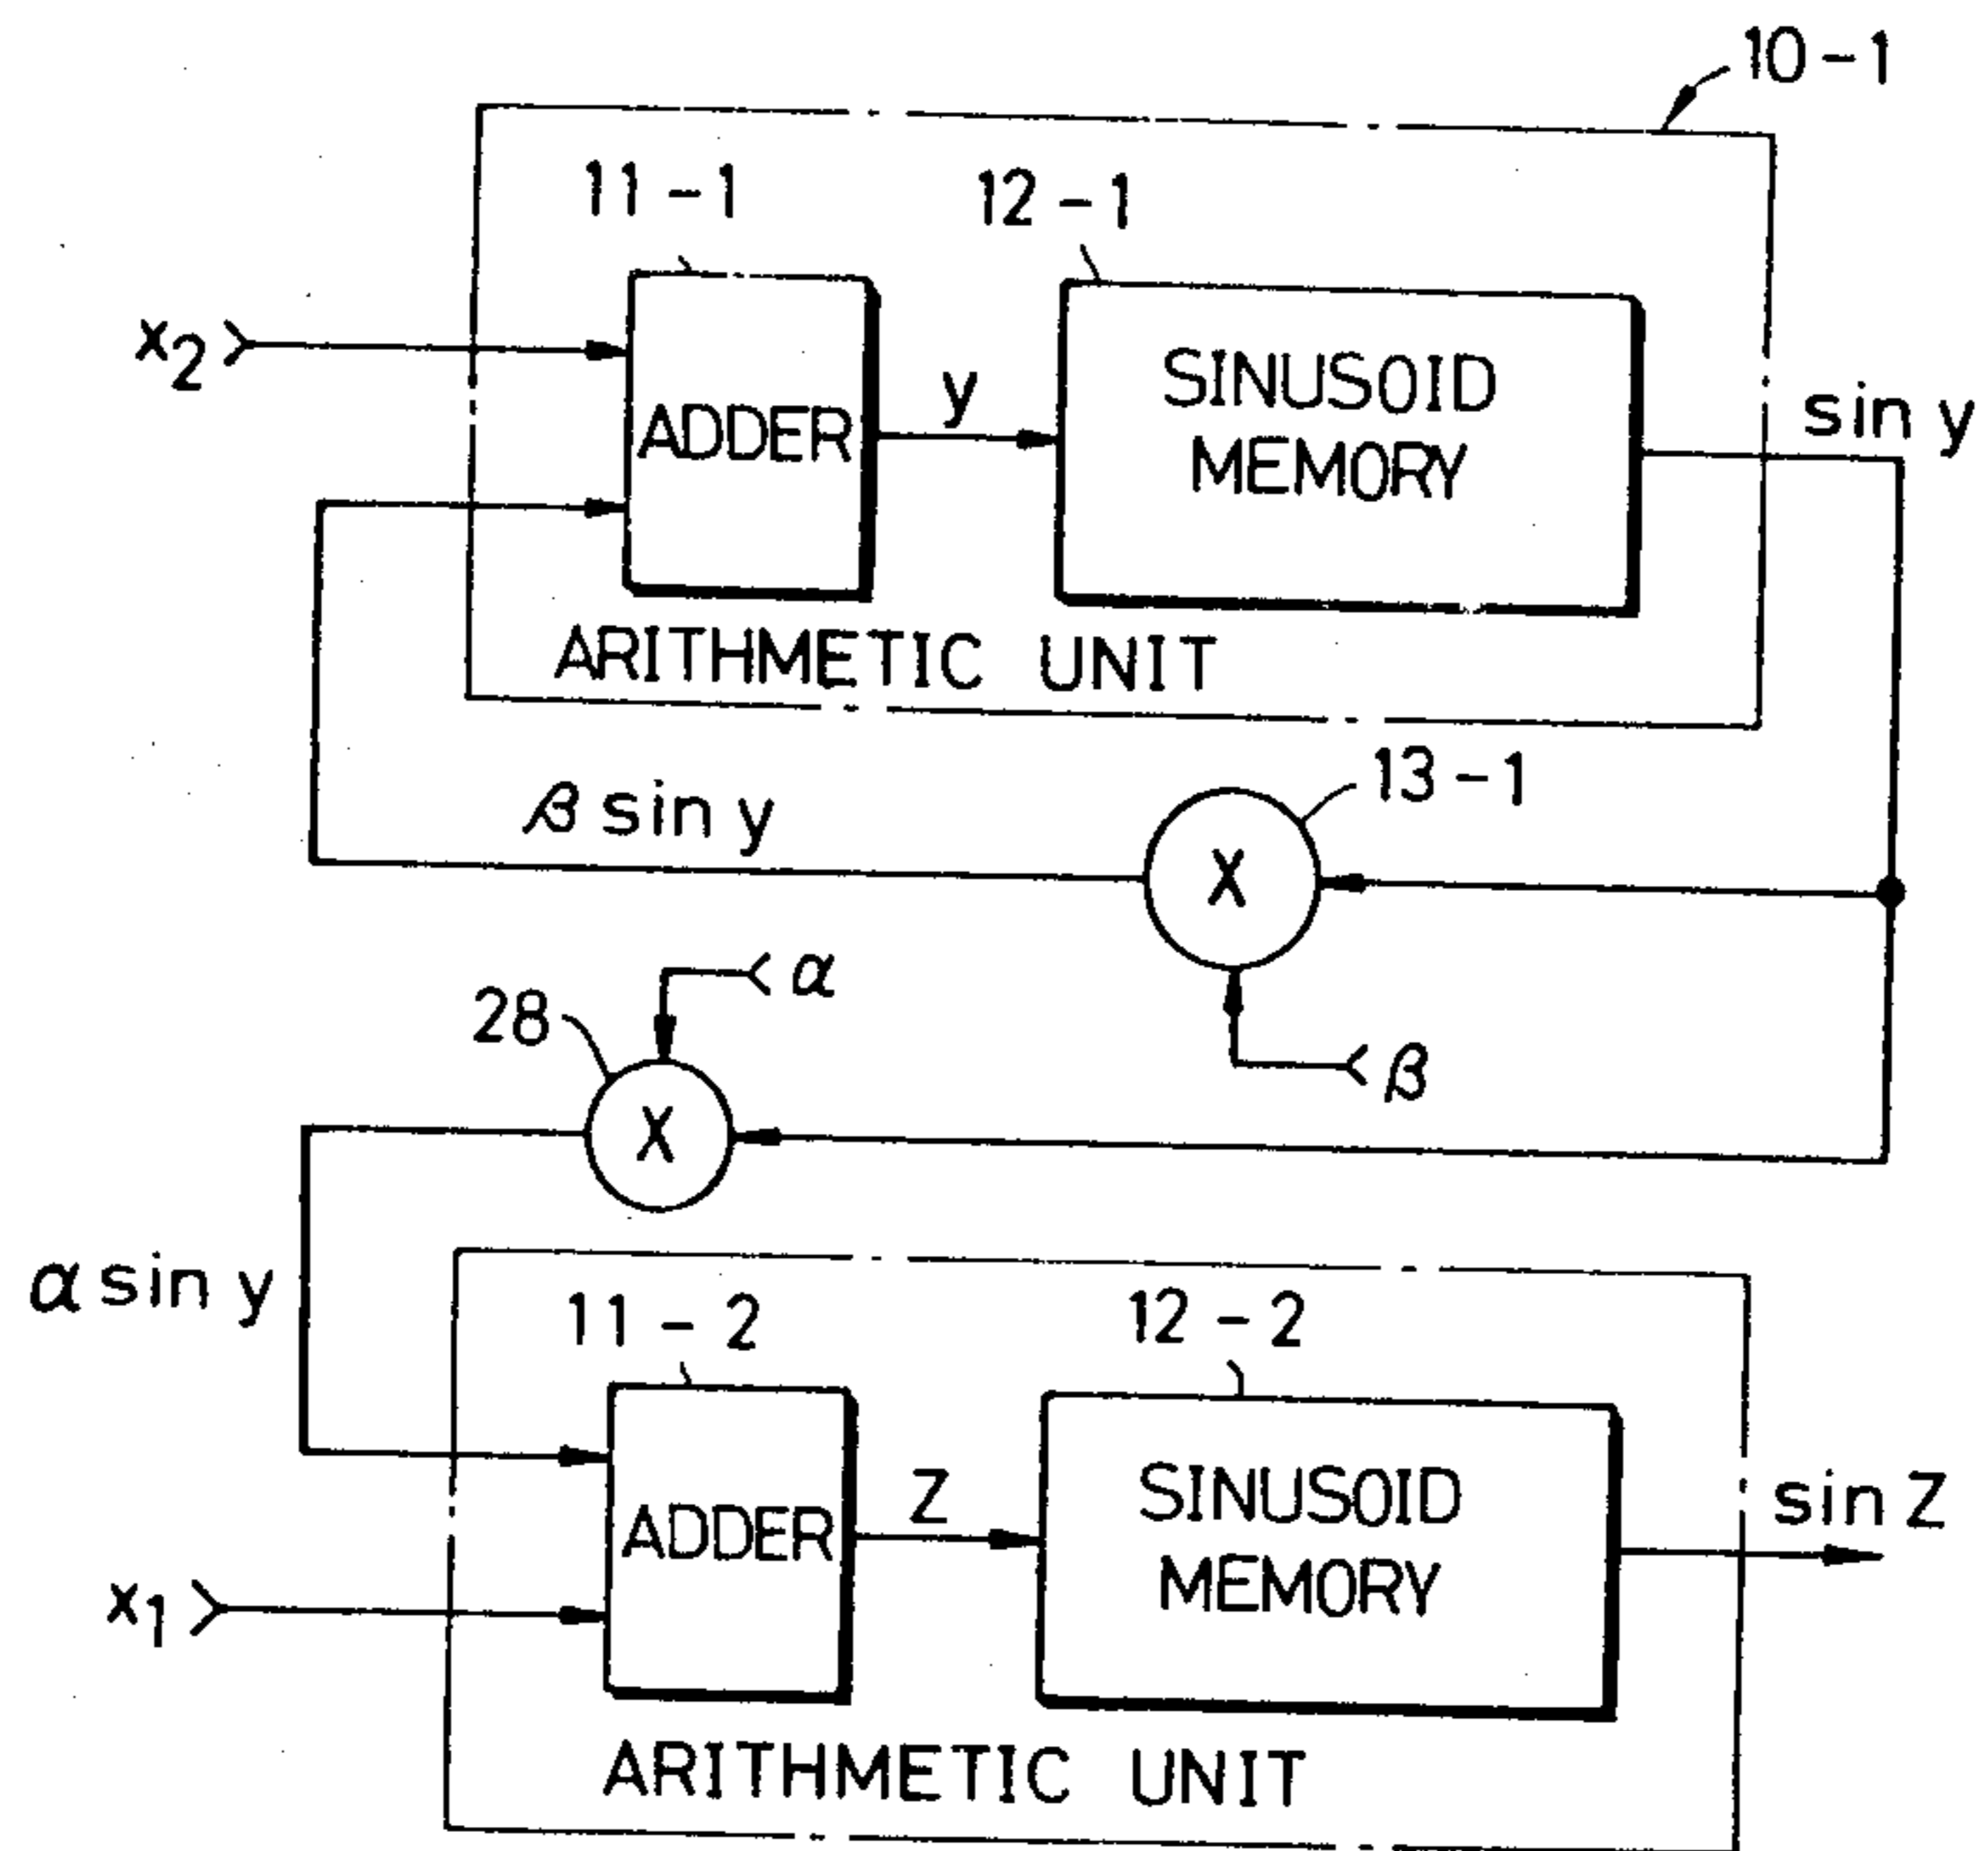 10-1
11-1
12-1
x2
ADDER
y
SINUSOID
MEMORY
sin y
ARITHMETIC UNIT
13-1
β sin y
X
α
28
β
X
α sin y
11-2
12-2
ADDER
Z
SINUSOID
MEMORY
sin Z
x1
ARITHMETIC UNIT